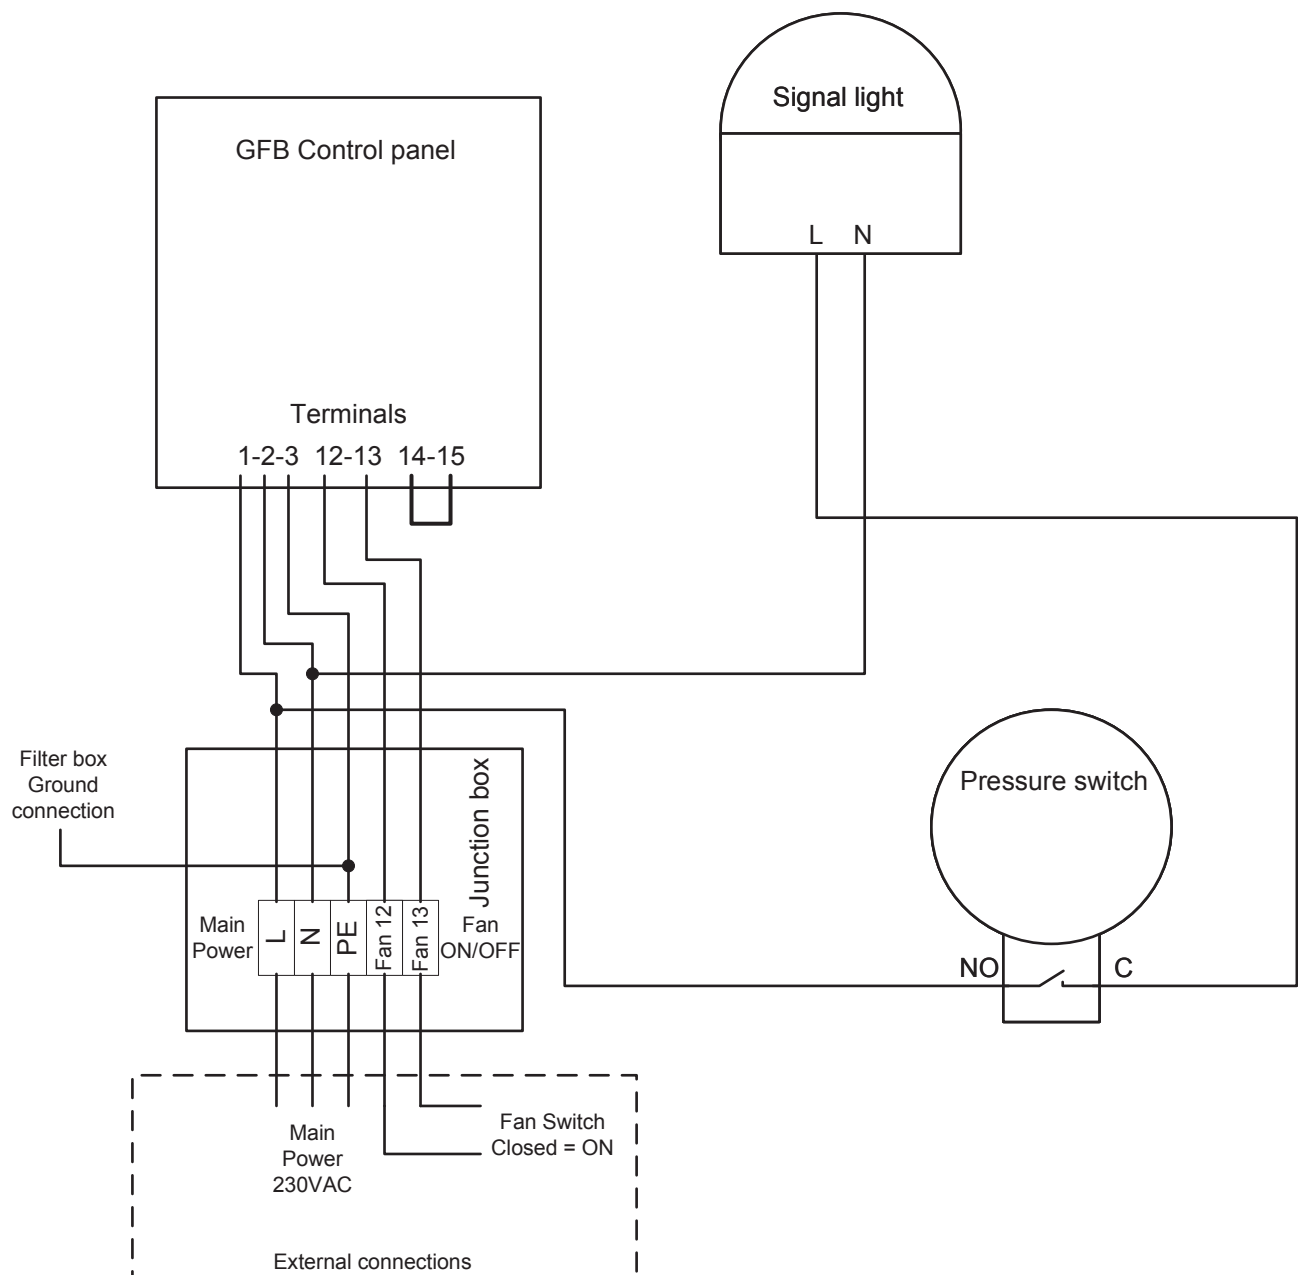 Signal light
L N
GFB Control panel
Terminals
1-2-3 12-13 14-15
Filter box
Ground
connection
Junction box
Pressure switch
Main
Power
L
N
PE
Fan 12
Fan 13
Fan
ON/OFF
NO
C
Fan Switch
Closed = ON
Main
Power
230VAC
External connections